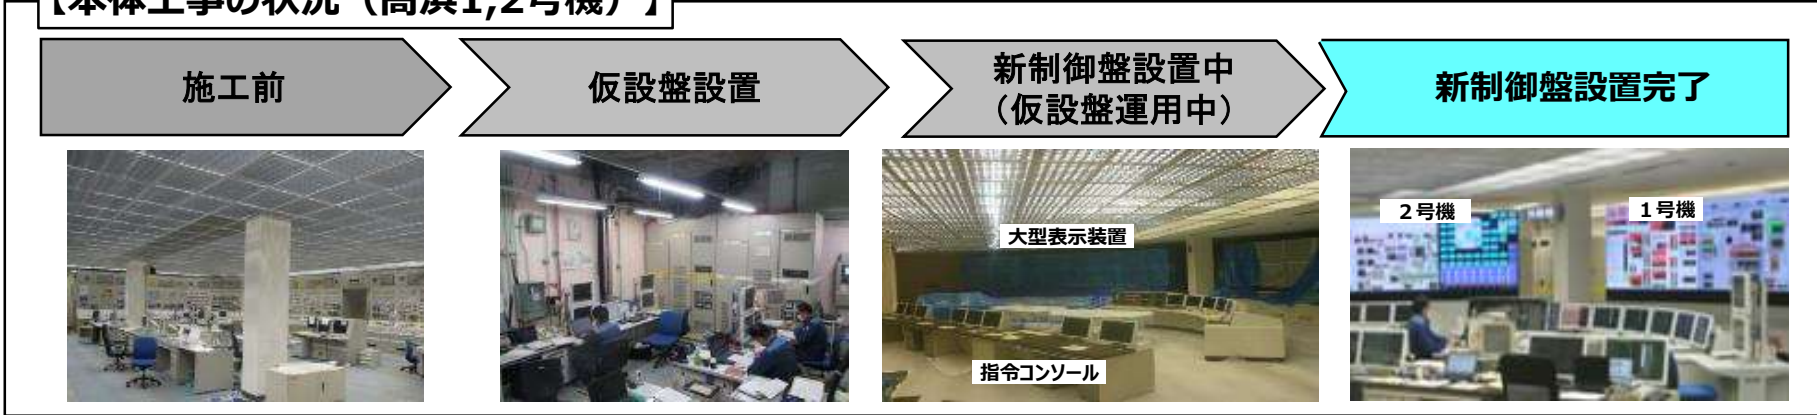 【本体工事の状況（高浜1,2号機）】
施工前
仮設盤設置
新制御盤設置中
（仮設盤運用中）
新制御盤設置完了
大型表示装置
指令コンソール
２号機
１号機